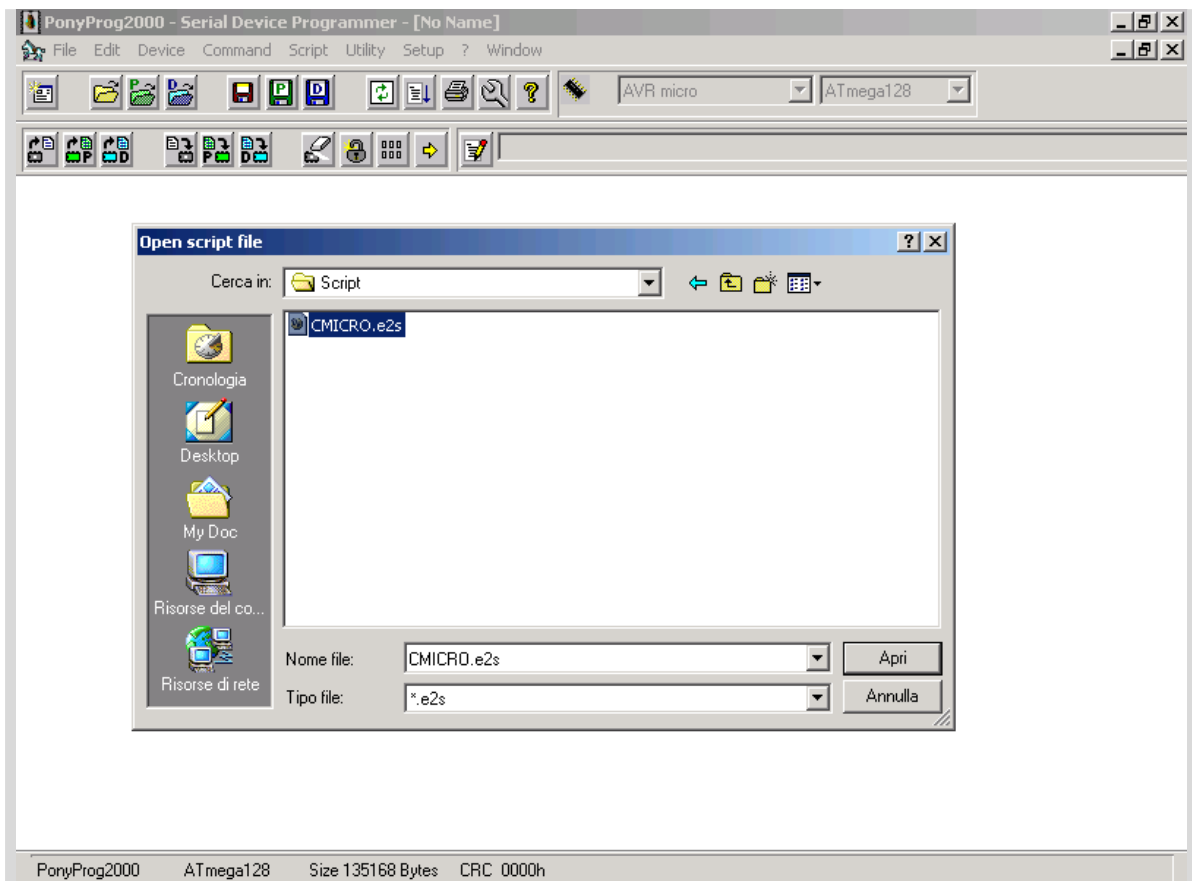 PonyProg2000 - Serial Device Programmer - [No Name]
File Edit Device Command Script Utility Setup ? Window
AVR micro ATmega128
Open script file
Cerca in: Script
CMICRO.e2s
Cronologia
Desktop
My Doc
Risorse del co...
Risorse di rete
Nome file: CMICRO.e2s Apri
Tipo file: *.e2s Annulla
PonyProg2000 ATmega128 Size 135168 Bytes CRC 0000h